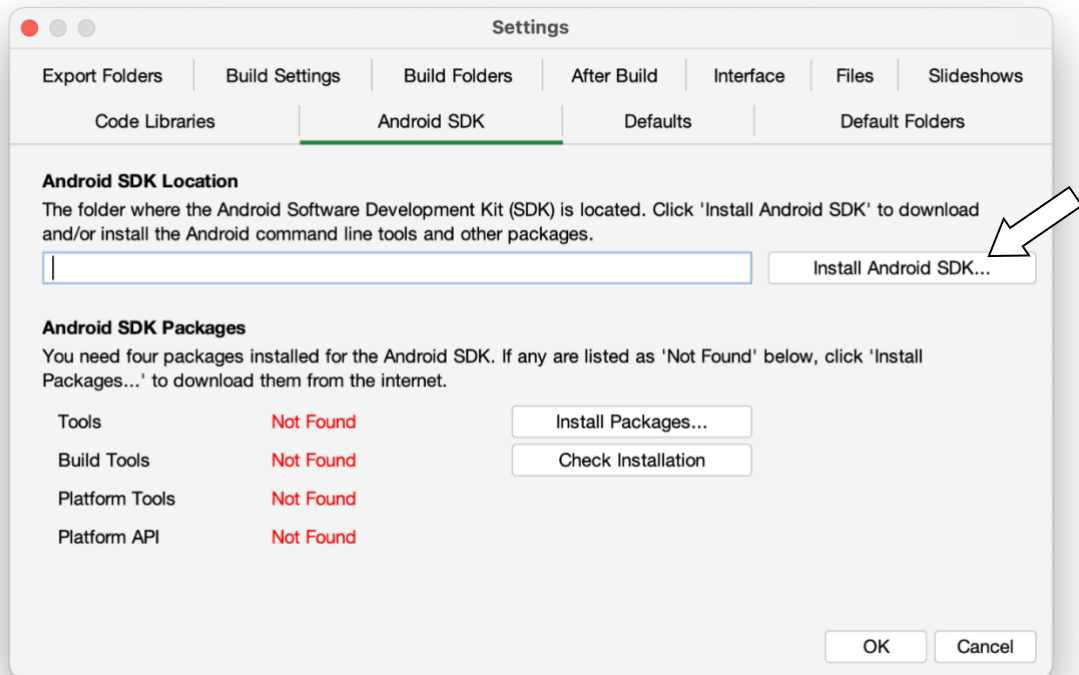 Settings
Export Folders Build Settings Build Folders After Build Interface Files Slideshows
Code Libraries Android SDK Defaults Default Folders
Android SDK Location
The folder where the Android Software Development Kit (SDK) is located. Click 'Install Android SDK' to download
and/or install the Android command line tools and other packages.
Install Android SDK...
Android SDK Packages
You need four packages installed for the Android SDK. If any are listed as 'Not Found' below, click 'Install
Packages...' to download them from the internet.
Tools Not Found Install Packages...
Build Tools Not Found Check Installation
Platform Tools Not Found
Platform API Not Found
OK Cancel